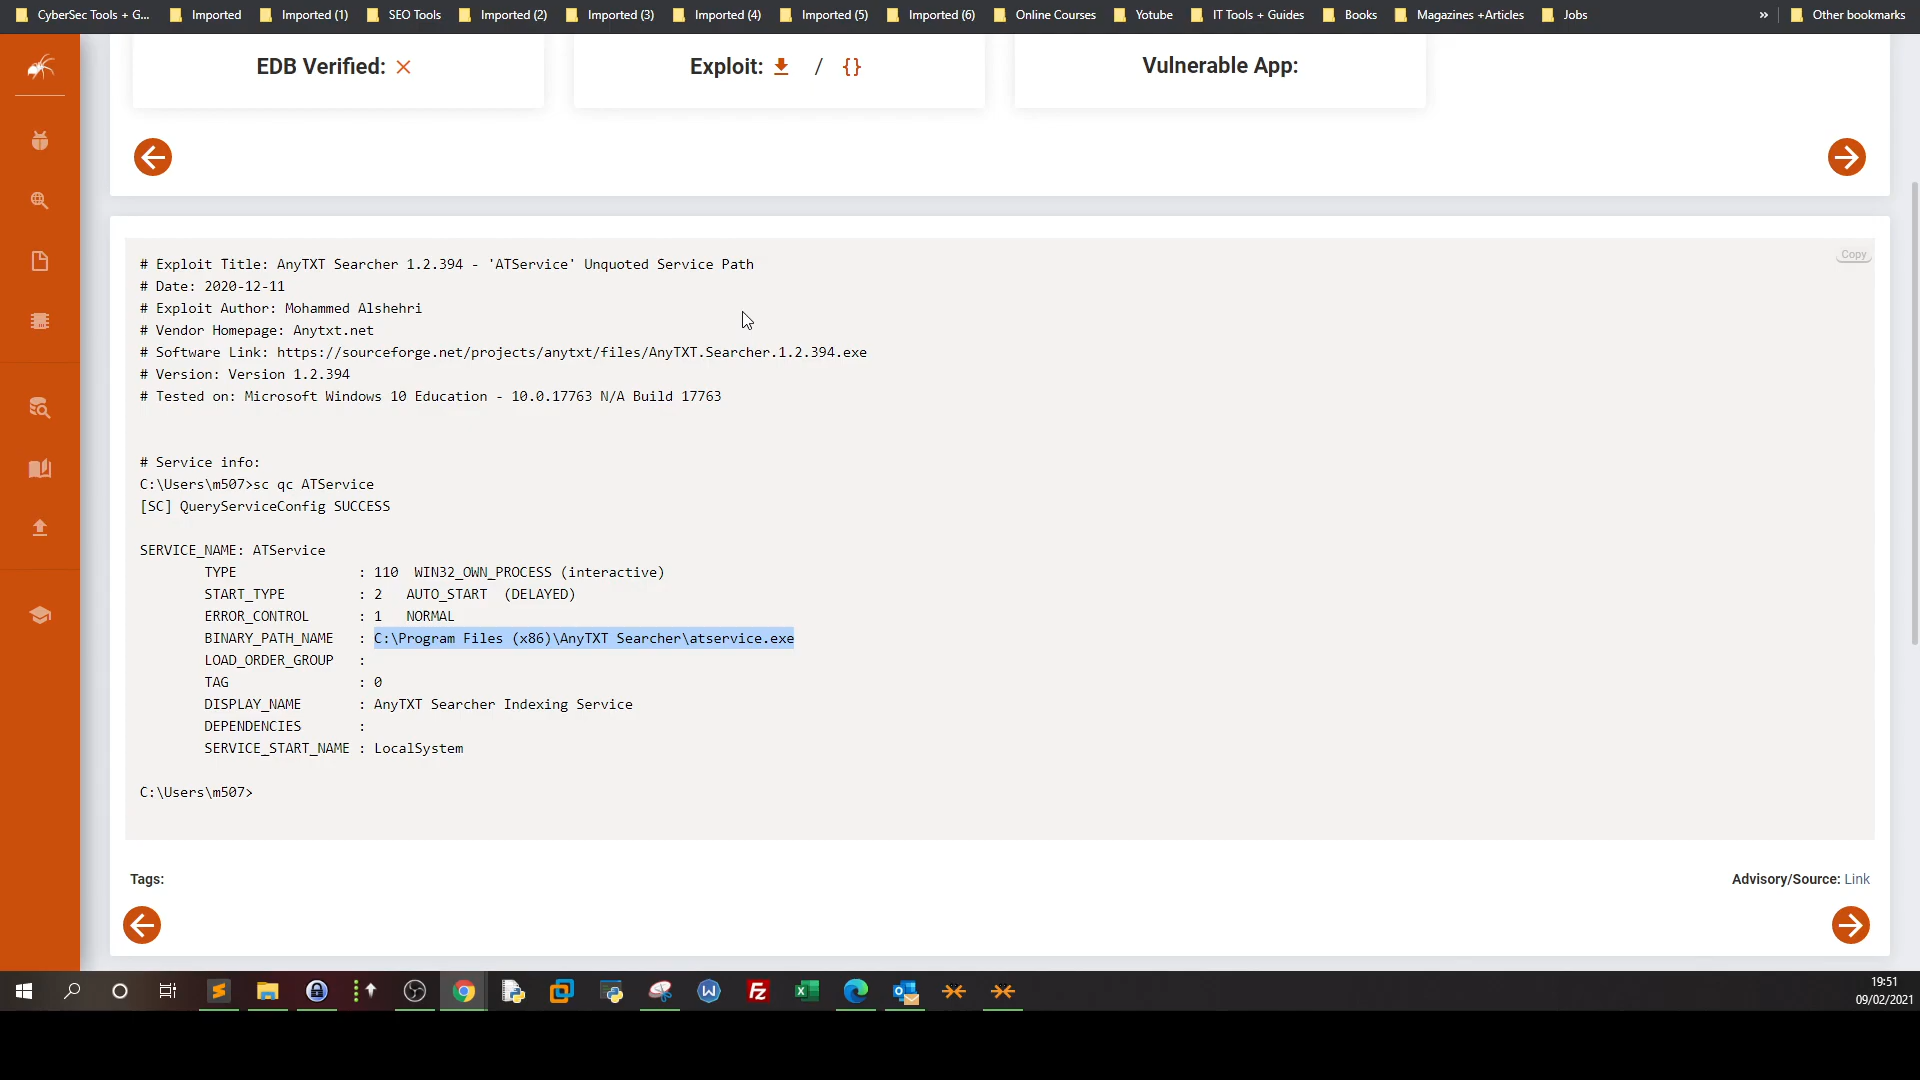 CyberSec Tools + G...
Imported
Imported (1)
SEO Tools
Imported (2)
Imported (3)
Imported (4)
Imported (5)
Imported (6)
Online Courses
Yotube
IT Tools + Guides
Books
Magazines +Articles
Jobs
»
Other bookmarks
EDB Verified:
Exploit: / {}
Vulnerable App:
Copy
# Exploit Title: AnyTXT Searcher 1.2.394 - 'ATService' Unquoted Service Path
# Date: 2020-12-11
# Exploit Author: Mohammed Alshehri
# Vendor Homepage: Anytxt.net
# Software Link: https://sourceforge.net/projects/anytxt/files/AnyTXT.Searcher.1.2.394.exe
# Version: Version 1.2.394
# Tested on: Microsoft Windows 10 Education - 10.0.17763 N/A Build 17763
# Service info:
C:\Users\m507>sc qc ATService
[SC] QueryServiceConfig SUCCESS
SERVICE_NAME: ATService
TYPE : 110 WIN32_OWN_PROCESS (interactive)
START_TYPE : 2 AUTO_START (DELAYED)
ERROR_CONTROL : 1 NORMAL
BINARY_PATH_NAME : C:\Program Files (x86)\AnyTXT Searcher\atservice.exe
LOAD_ORDER_GROUP :
TAG : 0
DISPLAY_NAME : AnyTXT Searcher Indexing Service
DEPENDENCIES :
SERVICE_START_NAME : LocalSystem
C:\Users\m507>
Tags:
Advisory/Source: Link
19:51
09/02/2021